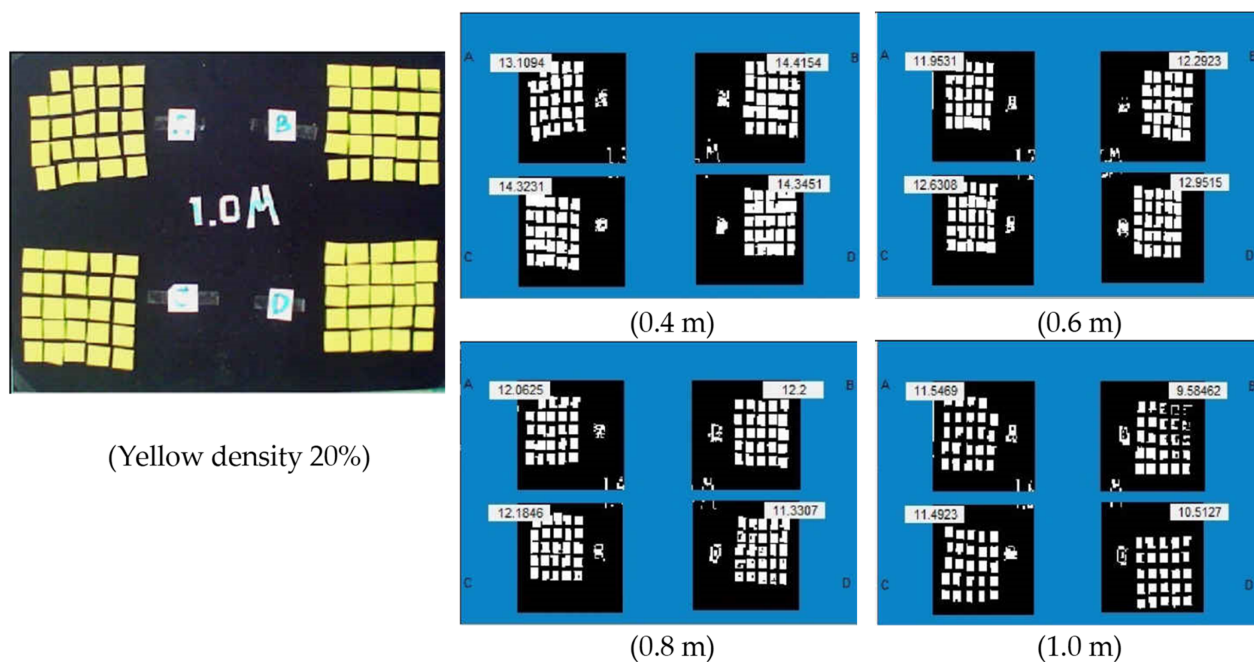 B
1.0M
C
D
(Yellow density 20%)
A
13.1094
14.4154
B
14.3231
14.3451
C
D
(0.4 m)
A
11.9531
12.2923
B
12.6308
12.9515
C
D
(0.6 m)
A
12.0625
12.2
B
12.1846
11.3307
C
D
(0.8 m)
A
11.5469
9.58462
B
11.4923
10.5127
C
D
(1.0 m)